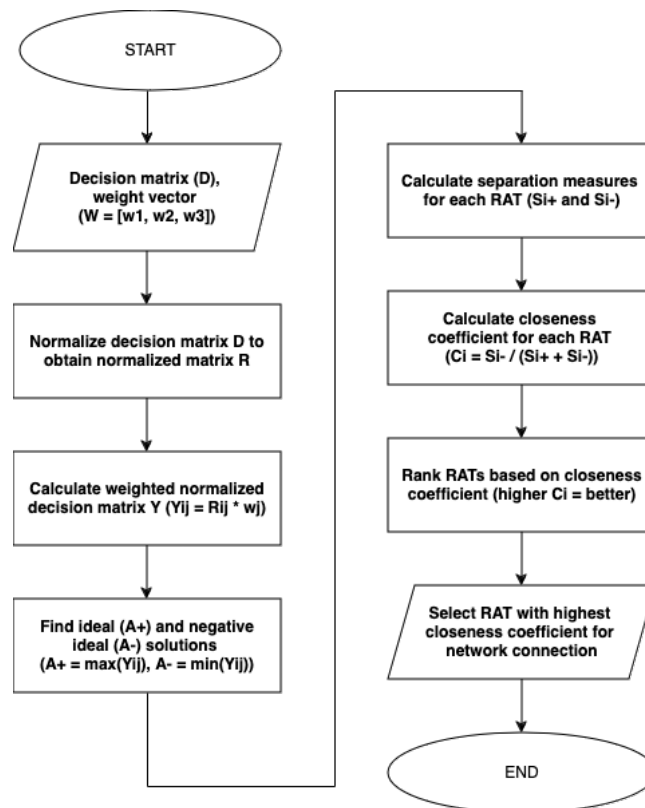 START
Decision matrix (D),
weight vector
(W = [w1, w2, w3])
Normalize decision matrix D to
obtain normalized matrix R
Calculate weighted normalized
decision matrix Y (Yij = Rij * wj)
Find ideal (A+) and negative
ideal (A-) solutions
(A+ = max(Yij), A- = min(Yij))
Calculate separation measures
for each RAT (Si+ and Si-)
Calculate closeness
coefficient for each RAT
(Ci = Si- / (Si+ + Si-))
Rank RATs based on closeness
coefficient (higher Ci = better)
Select RAT with highest
closeness coefficient for
network connection
END